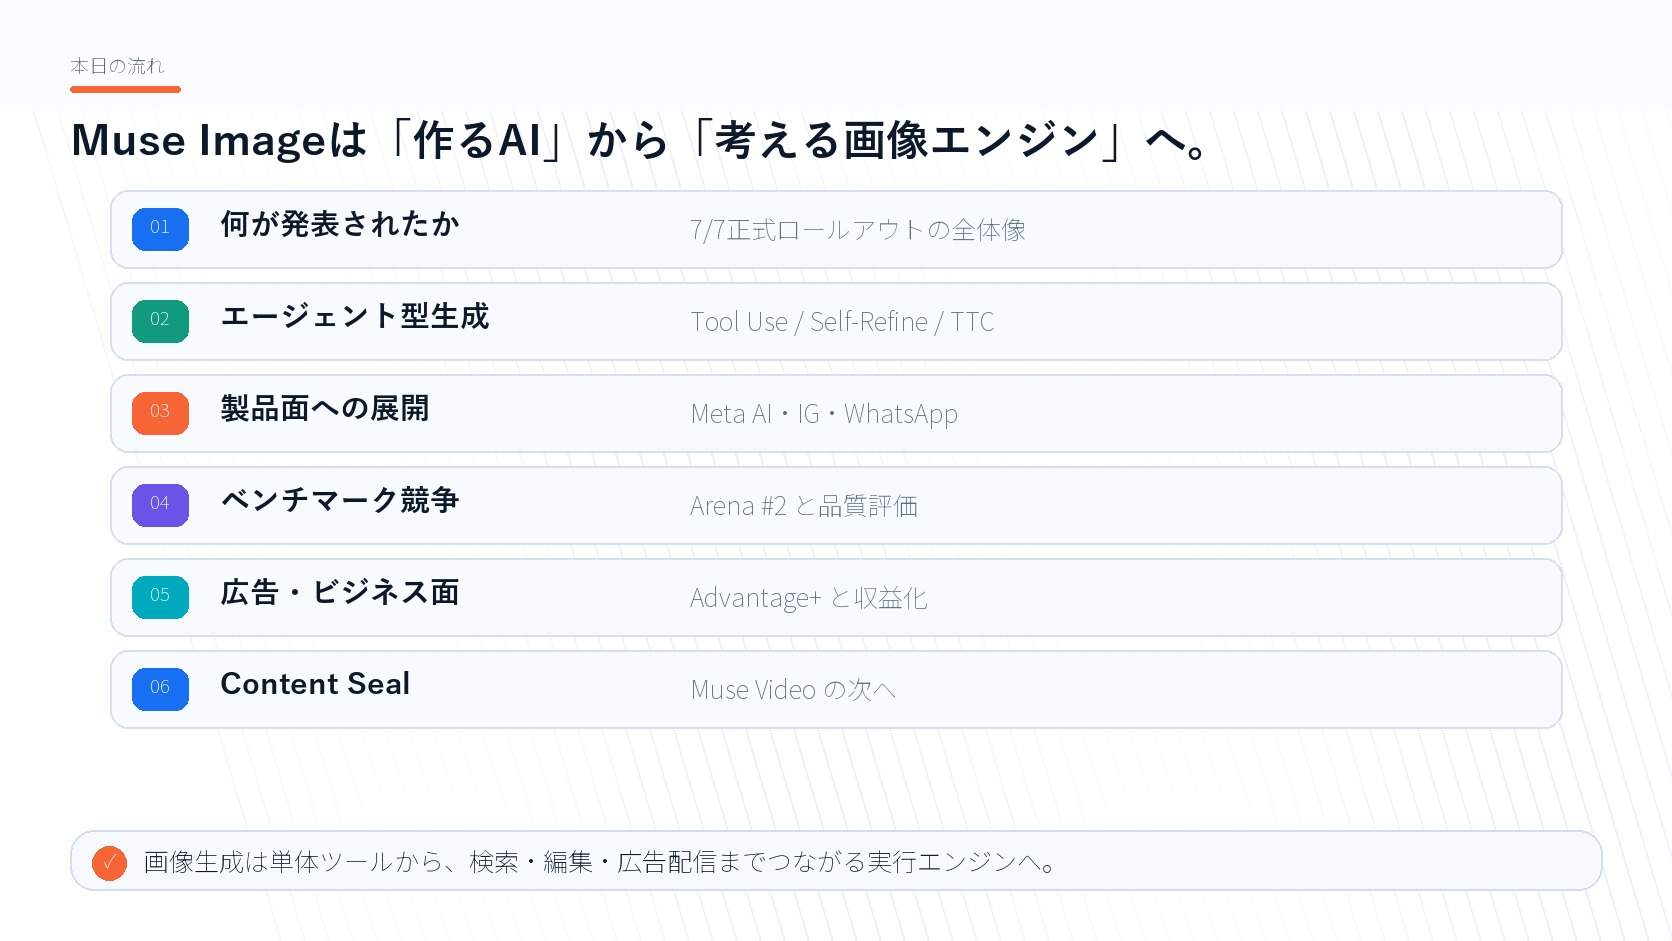 本日の流れ
Muse Imageは「作るAI」から「考える画像エンジン」へ。
01 何が発表されたか 7/7正式ロールアウトの全体像
02 エージェント型生成 Tool Use / Self-Refine / TTC
03 製品面への展開 Meta AI・IG・WhatsApp
04 ベンチマーク競争 Arena #2 と品質評価
05 広告・ビジネス面 Advantage+ と収益化
06 Content Seal Muse Video の次へ
✓ 画像生成は単体ツールから、検索・編集・広告配信までつながる実行エンジンへ。